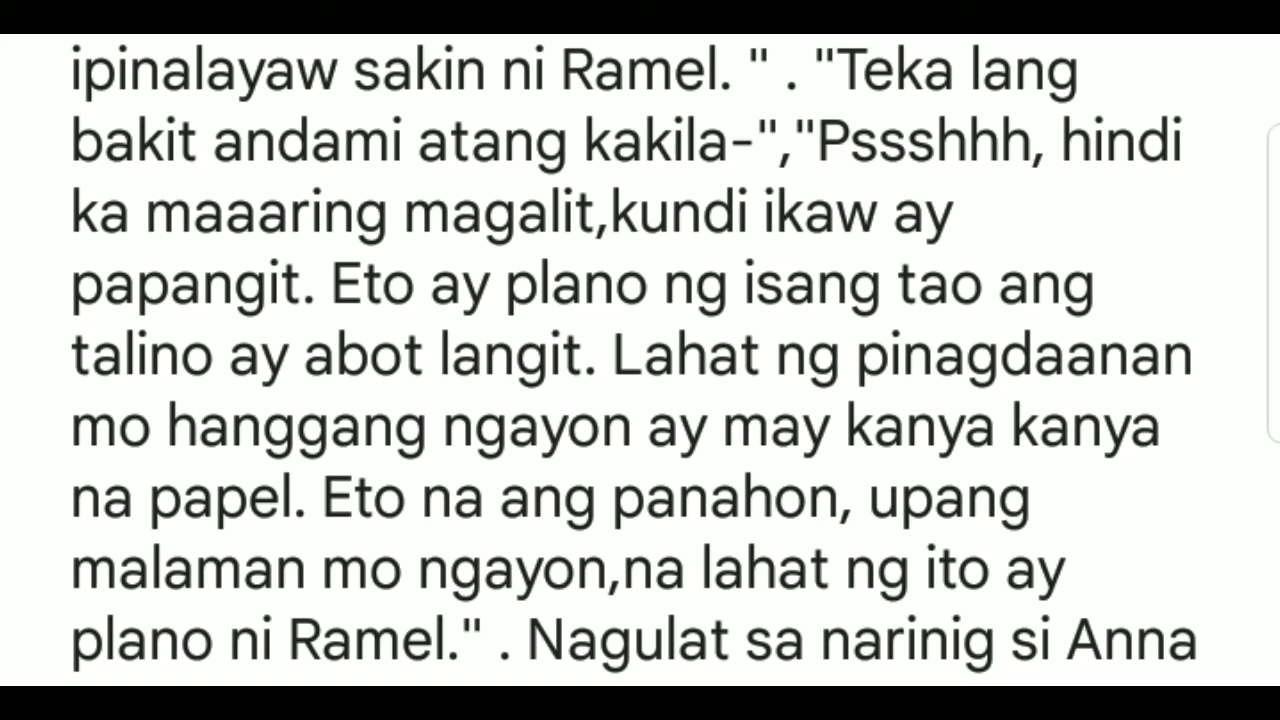 ipinalayaw sakin ni Ramel. " . "Teka lang
bakit andami atang kakila-","Pssshhh, hindi
ka maaaring magalit,kundi ikaw ay
papangit. Eto ay plano ng isang tao ang
talino ay abot langit. Lahat ng pinagdaanan
mo hanggang ngayon ay may kanya kanya
na papel. Eto na ang panahon, upang
malaman mo ngayon,na lahat ng ito ay
plano ni Ramel." . Nagulat sa narinig si Anna